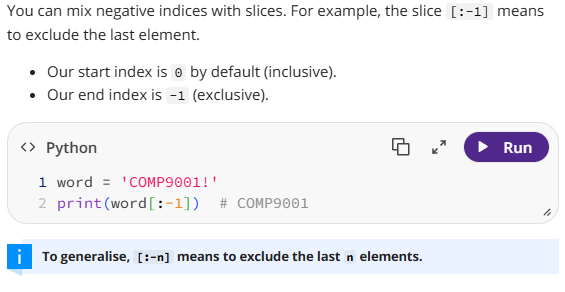 You can mix negative indices with slices. For example, the slice [:-1] means
to exclude the last element.
• Our start index is 0 by default (inclusive).
• Our end index is -1 (exclusive).
<> Python Run
1 word = 'COMP9001!'
2 print(word[:-1]) # COMP9001
i To generalise, [:-n] means to exclude the last n elements.